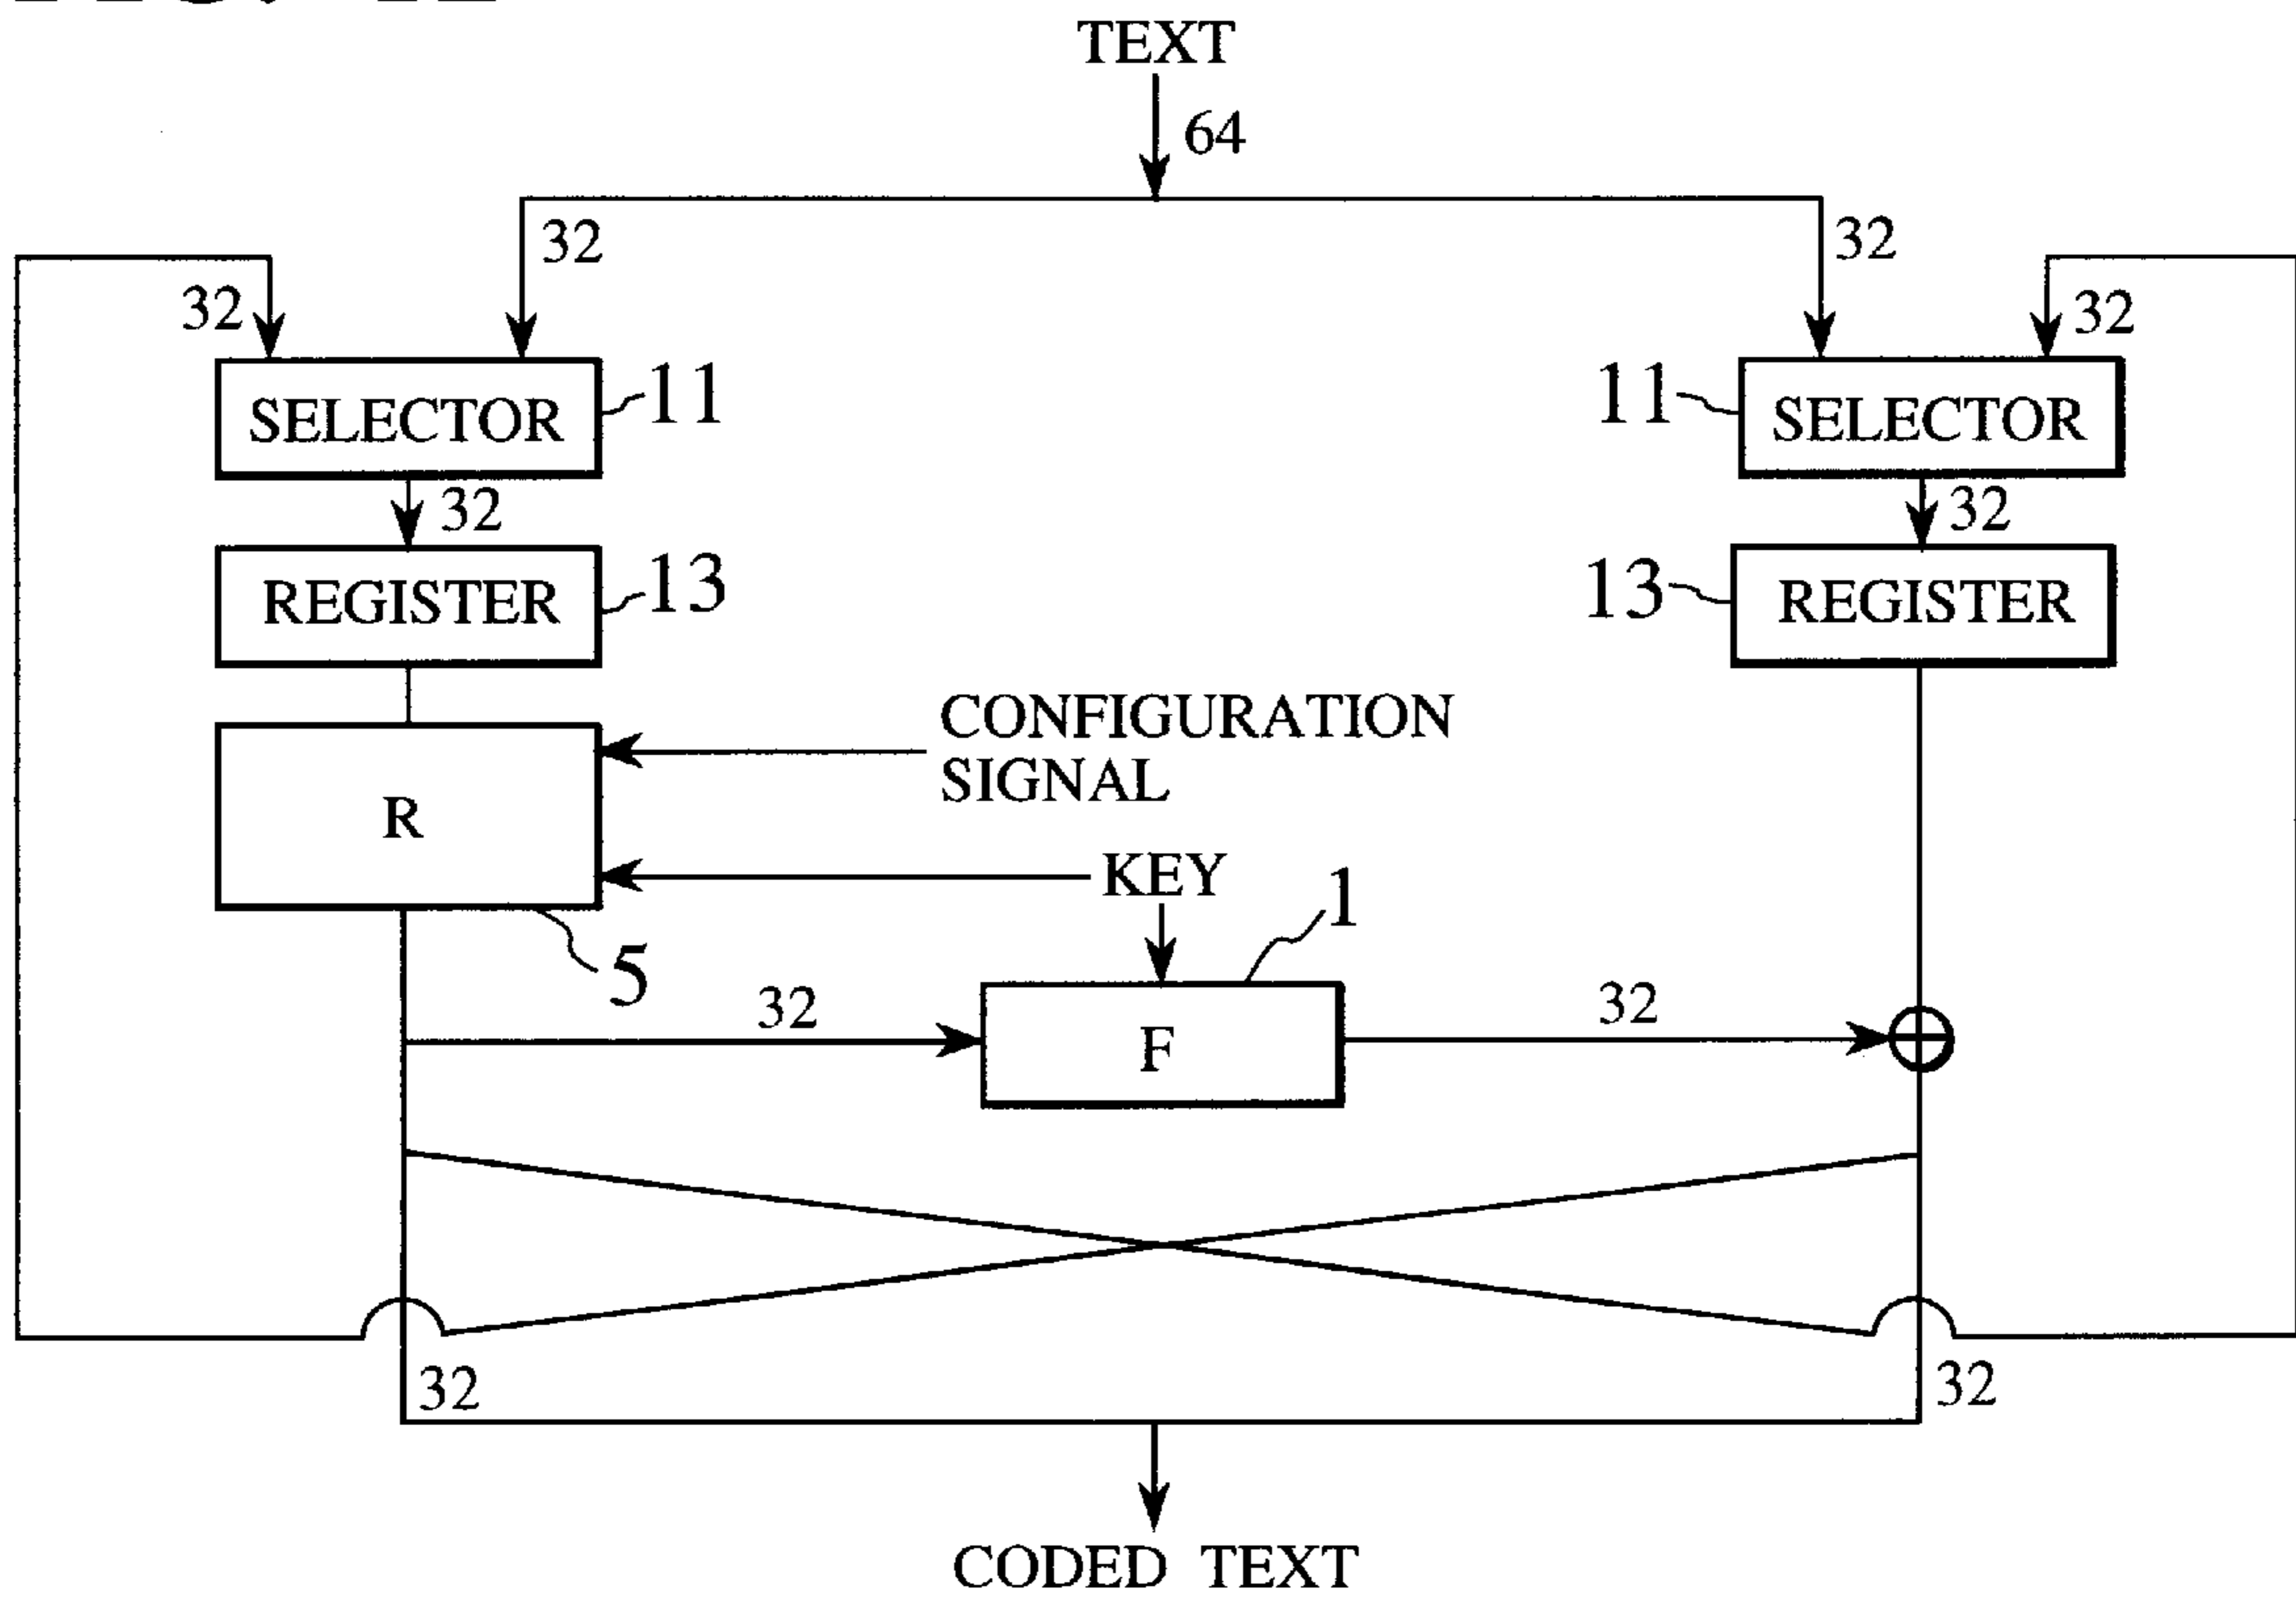 TEXT
64
32
32
32
32
SELECTOR
11
11
SELECTOR
32
32
REGISTER
13
13
REGISTER
CONFIGURATION
SIGNAL
R
KEY
1
5
32
F
32
32
32
CODED TEXT